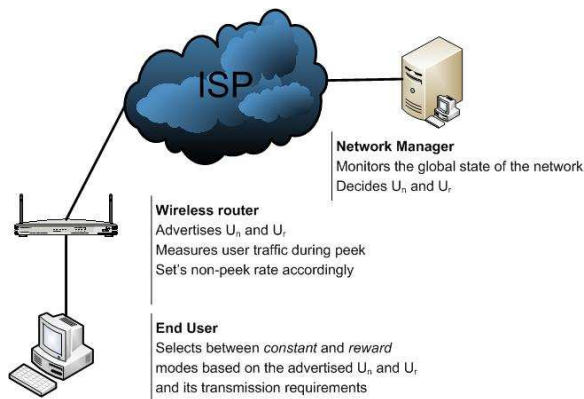 ISP
Network Manager
Monitors the global state of the network
Decides Uₙ and Uᵣ
Wireless router
Advertises Uₙ and Uᵣ
Measures user traffic during peek
Set's non-peek rate accordingly
End User
Selects between constant and reward
modes based on the advertised Uₙ and Uᵣ
and its transmission requirements